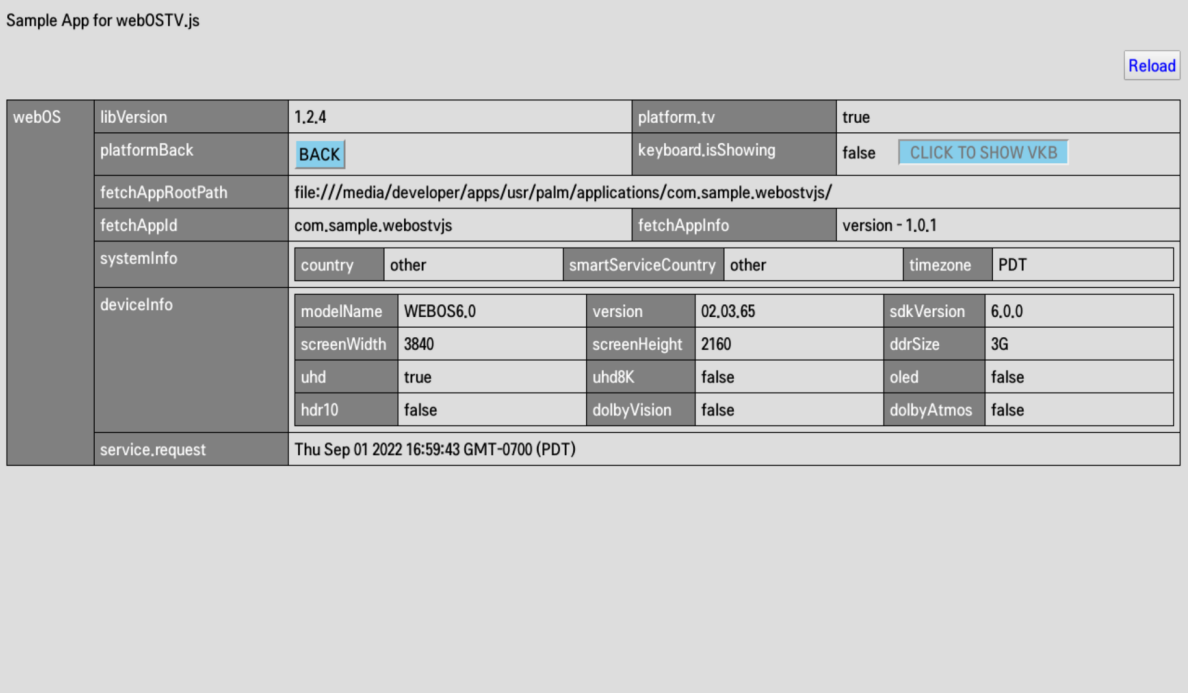 Sample App for webOSTV.js
Reload
webOS libVersion 1.2.4 platform.tv true
platformBack BACK keyboard.isShowing false CLICK TO SHOW VKB
fetchAppRootPath file:///media/developer/apps/usr/palm/applications/com.sample.webostvjs/
fetchAppId com.sample.webostvjs fetchAppInfo version - 1.0.1
systemInfo country other smartServiceCountry other timezone PDT
deviceInfo modelName WEBOS6.0 version 02.03.65 sdkVersion 6.0.0
screenWidth 3840 screenHeight 2160 ddrSize 3G
uhd true uhd8K false oled false
hdr10 false dolbyVision false dolbyAtmos false
service.request Thu Sep 01 2022 16:59:43 GMT-0700 (PDT)